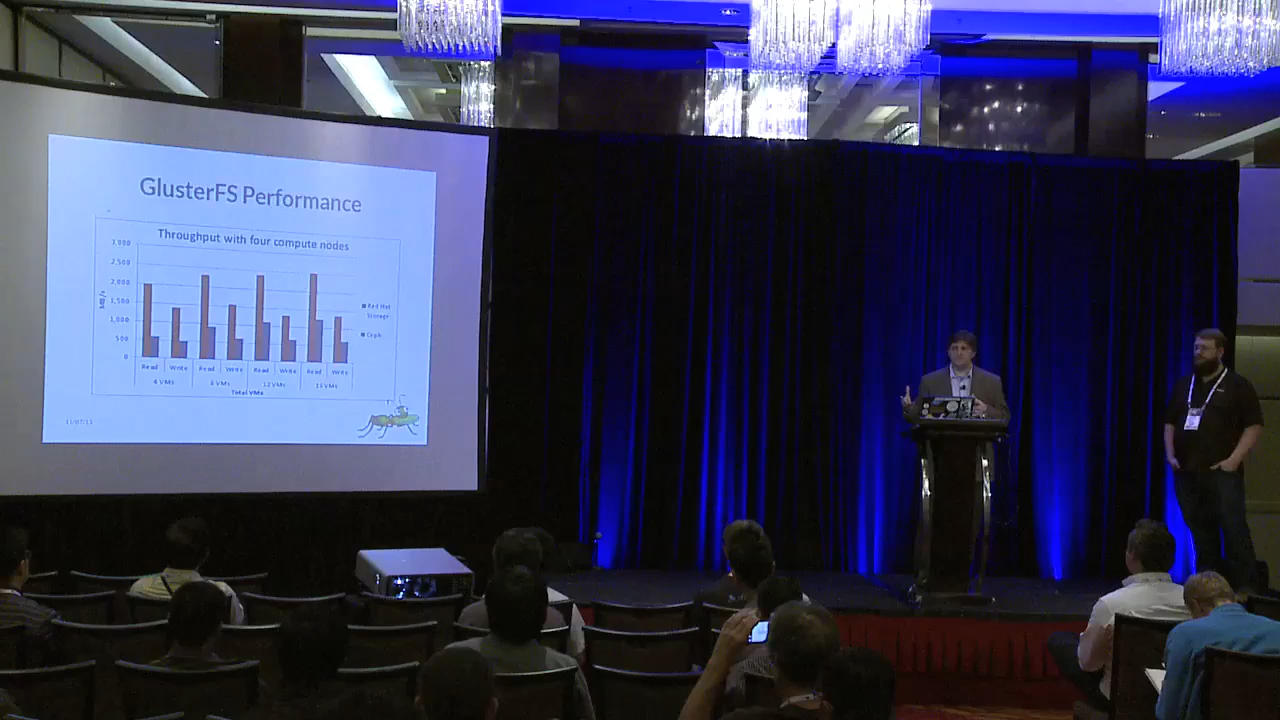 GlusterFS Performance
Throughput with four compute nodes
3,000
2,500
2,000
1,500
1,000
500
0
MB/s
Red Hat
Storage
Ceph
Read Write Read Write Read Write Read Write
4 VMs 8 VMs 12 VMs 16 VMs
Total VMs